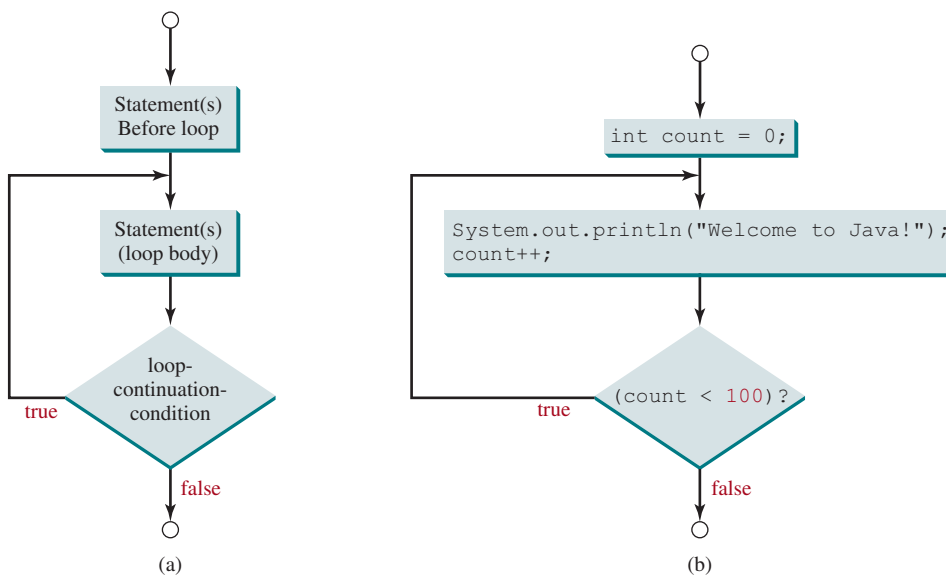 Statement(s)
Before loop
Statement(s)
(loop body)
loop-
continuation-
condition
true
false
(a)
int count = 0;
System.out.println("Welcome to Java!");
count++;
(count < 100)?
true
false
(b)